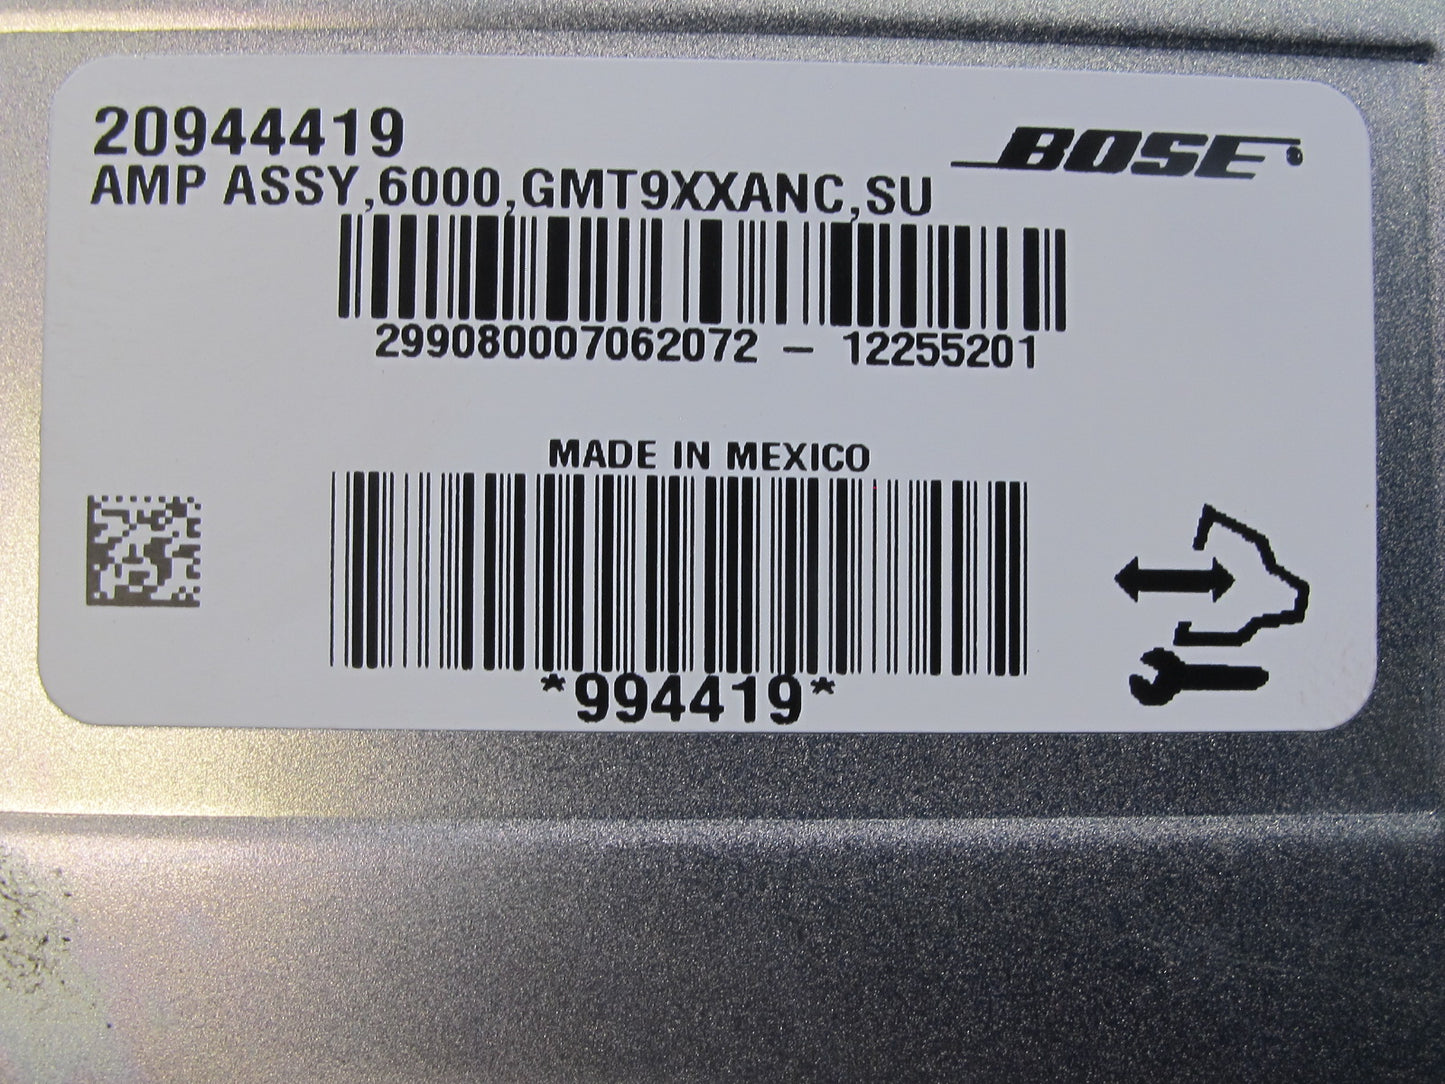 20944419
BOSE®
AMP ASSY,6000,GMT9XXANC,SU
299080007062072 – 12255201
MADE IN MEXICO
*994419*